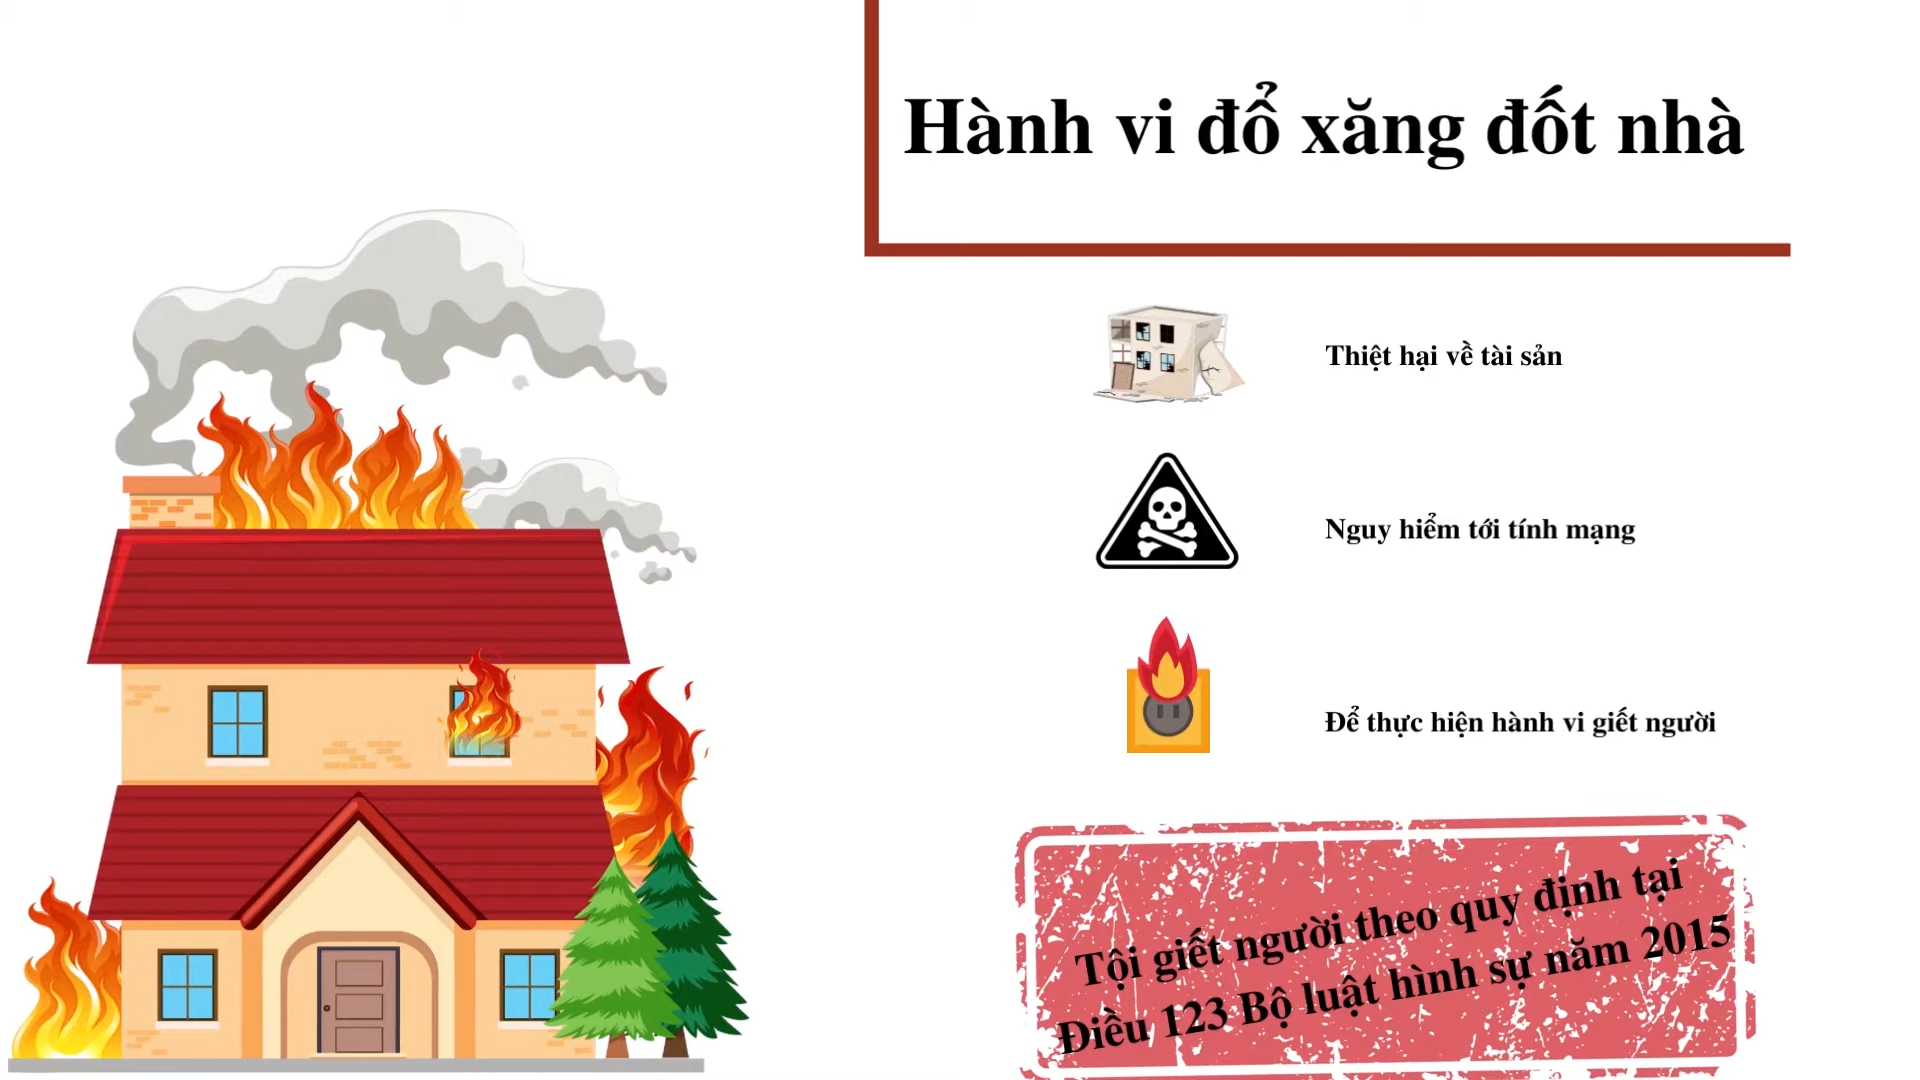 Hành vi đổ xăng đốt nhà
Thiệt hại về tài sản
Nguy hiểm tới tính mạng
Để thực hiện hành vi giết người
Tội giết người theo quy định tại
Điều 123 Bộ luật hình sự năm 2015